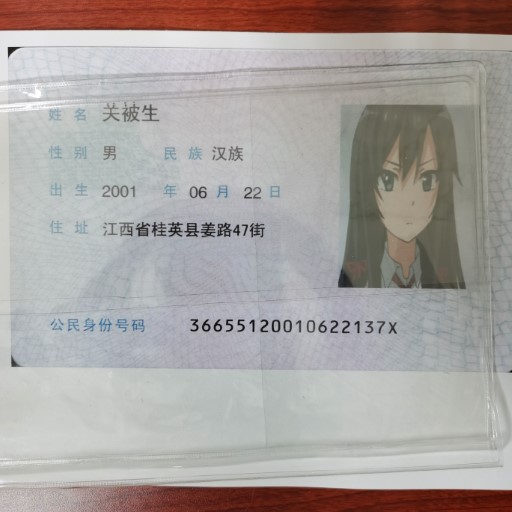 姓名 关被生
性别 男 民族 汉族
出生 2001 年 06 月 22 日
住址 江西省桂英县姜路47街
公民身份号码 36655120010622137X